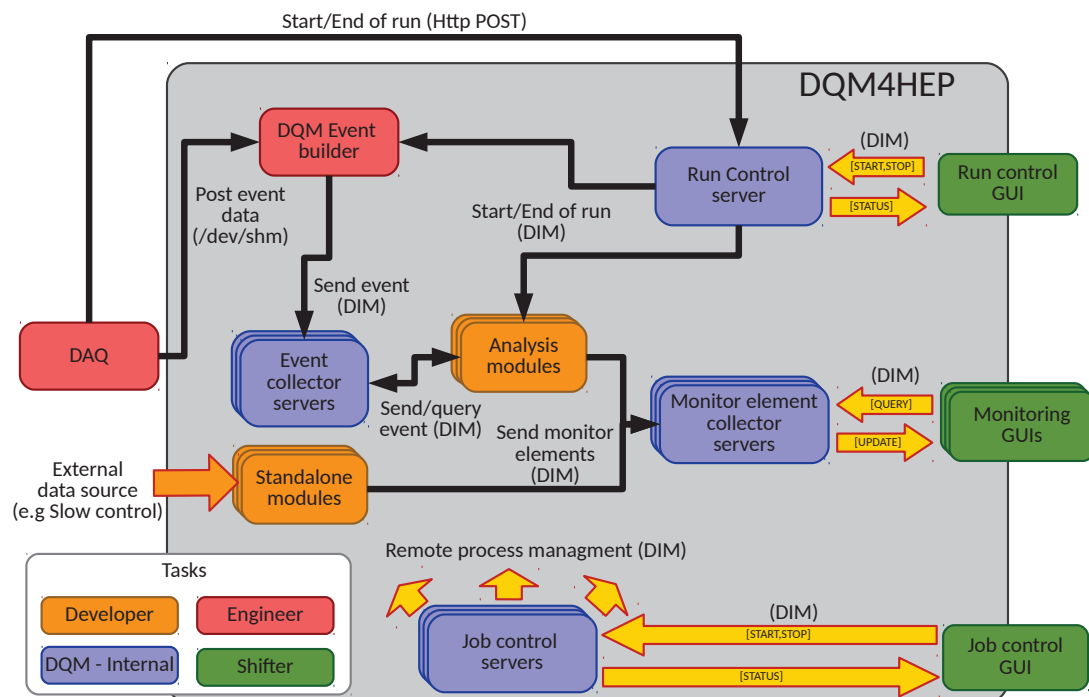 Start/End of run (Http POST)
DQM4HEP
DQM Event
builder
(DIM)
[START,STOP]
[STATUS]
Run Control
server
Run control
GUI
Post event
data
(/dev/shm)
Start/End of run
(DIM)
Send event
(DIM)
DAQ
Event
collector
servers
Analysis
modules
Send/query
event (DIM)
Monitor element
collector
servers
(DIM)
[QUERY]
[UPDATE]
Monitoring
GUIs
Send monitor
elements
(DIM)
External
data source
(e.g Slow control)
Standalone
modules
Remote process managment (DIM)
Tasks
Developer
Engineer
DQM - Internal
Shifter
Job control
servers
(DIM)
[START,STOP]
[STATUS]
Job control
GUI